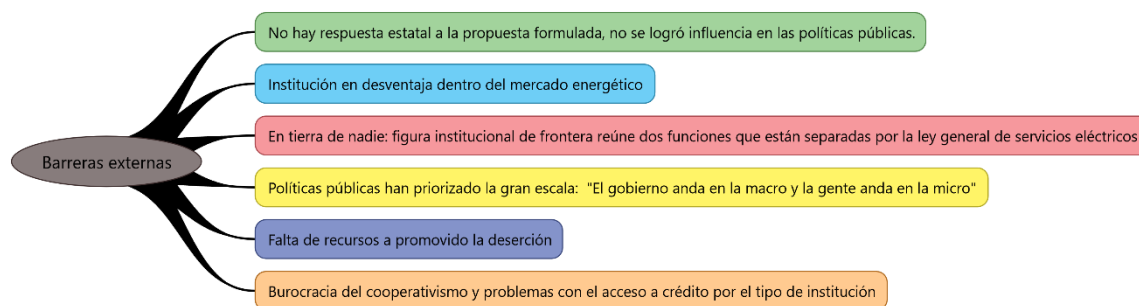 No hay respuesta estatal a la propuesta formulada, no se logró influencia en las políticas públicas.
Institución en desventaja dentro del mercado energético
En tierra de nadie: figura institucional de frontera reúne dos funciones que están separadas por la ley general de servicios eléctricos
Barreras externas
Políticas públicas han priorizado la gran escala: "El gobierno anda en la macro y la gente anda en la micro"
Falta de recursos a promovido la deserción
Burocracia del cooperativismo y problemas con el acceso a crédito por el tipo de institución